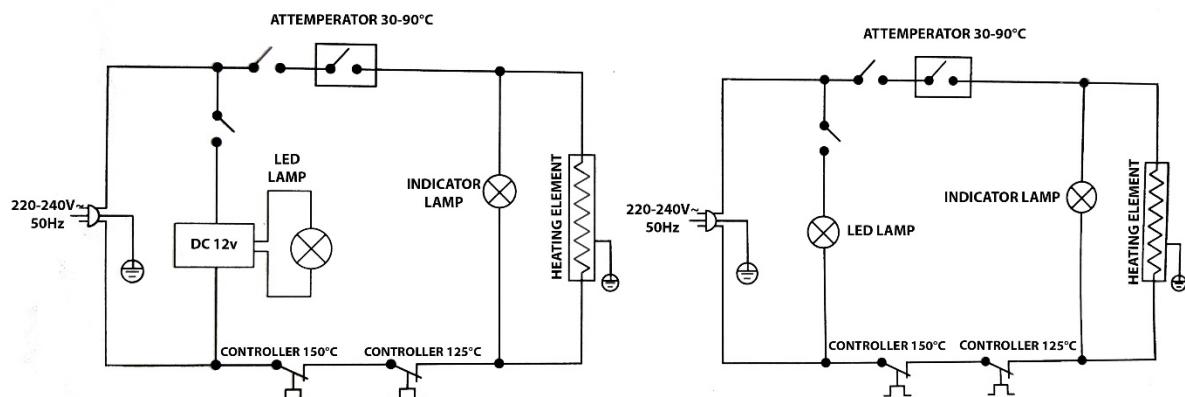 ATTEMPERATOR 30-90°C
LED
LAMP
INDICATOR
LAMP
HEATING ELEMENT
220-240V~
50Hz
DC 12v
CONTROLLER 150°C
CONTROLLER 125°C
ATTEMPERATOR 30-90°C
INDICATOR LAMP
HEATING ELEMENT
220-240V~
50Hz
LED LAMP
CONTROLLER 150°C
CONTROLLER 125°C